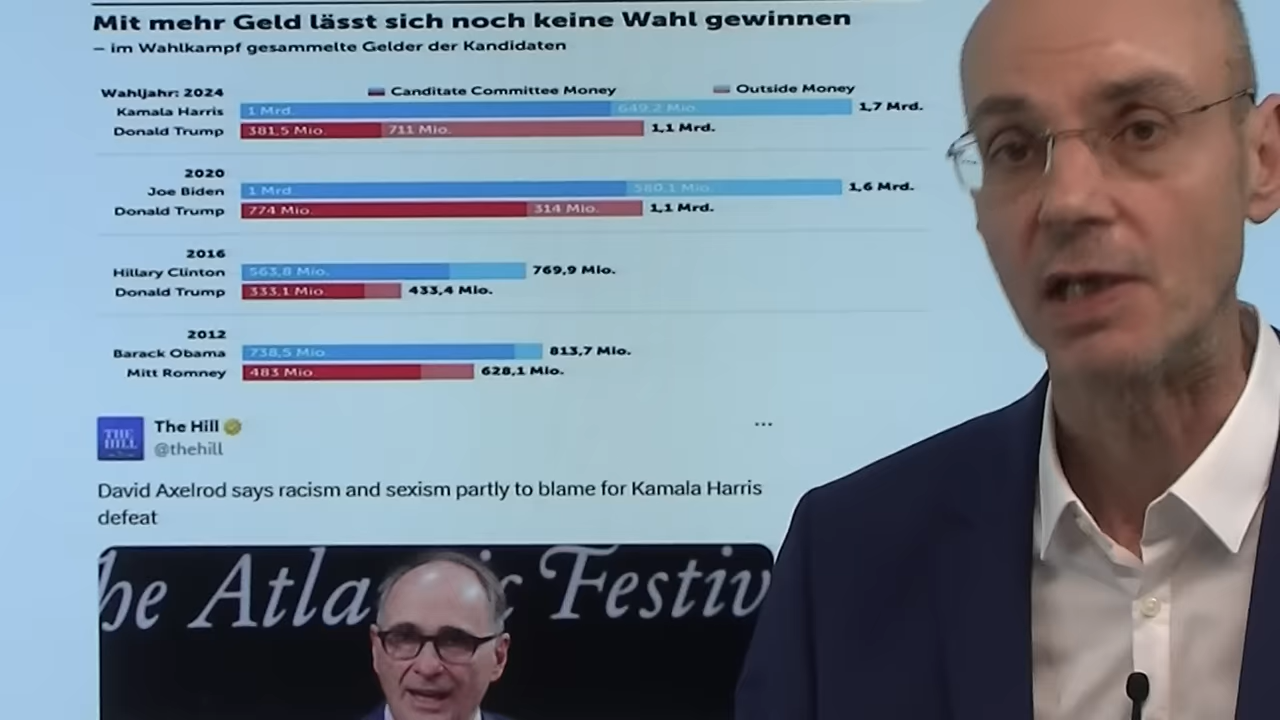 Mit mehr Geld lässt sich noch keine Wahl gewinnen
– im Wahlkampf gesammelte Gelder der Kandidaten
Wahljahr: 2024 Canditate Committee Money Outside Money
Kamala Harris 1 Mrd. 649,2 Mio. 1,7 Mrd.
Donald Trump 381,5 Mio. 711 Mio. 1,1 Mrd.
2020
Joe Biden 1 Mrd. 580,1 Mio. 1,6 Mrd.
Donald Trump 774 Mio. 314 Mio. 1,1 Mrd.
2016
Hillary Clinton 563,8 Mio. 769,9 Mio.
Donald Trump 333,1 Mio. 433,4 Mio.
2012
Barack Obama 738,5 Mio. 813,7 Mio.
Mitt Romney 483 Mio. 628,1 Mio.
The Hill
@thehill
THE
HILL
David Axelrod says racism and sexism partly to blame for Kamala Harris
defeat
he Atla c Festiv